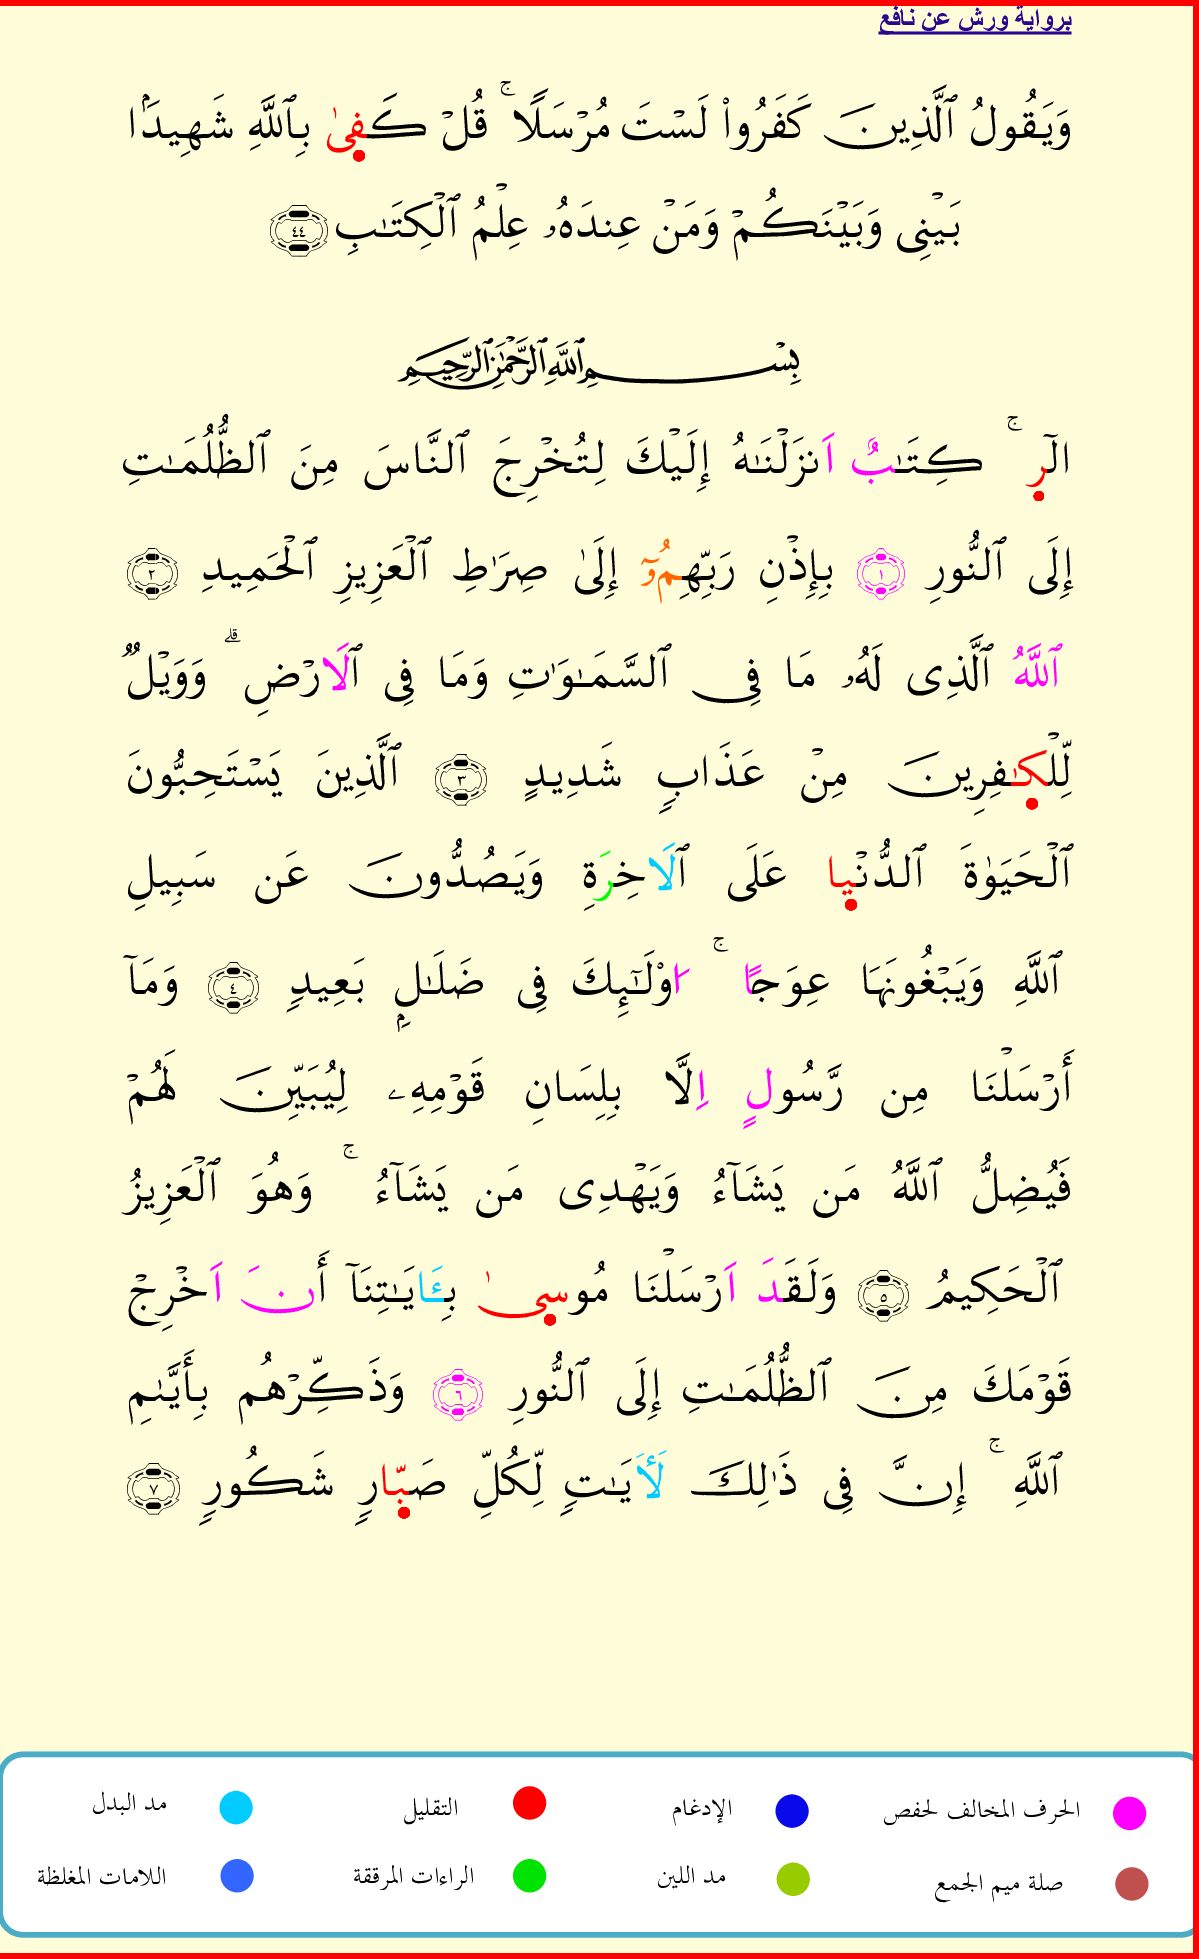 برواية ورش عن نافع
وَيَقُولُ ٱلَّذِينَ كَفَرُواْ لَسْتَ مُرْسَلًا ۚ قُلْ كَفِىٰ بِٱللَّهِ شَهِيدَۢا
بَيْنِى وَبَيْنَكُمْ وَمَنْ عِندَهُۥ عِلْمُ ٱلْكِتَٰبِ ٤٤
بِسْمِ ٱللَّهِ ٱلرَّحْمَٰنِ ٱلرَّحِيمِ
الٓرِ ۚ كِتَٰبٌ اَنزَلْنَٰهُ إِلَيْكَ لِتُخْرِجَ ٱلنَّاسَ مِنَ ٱلظُّلُمَٰتِ
إِلَى ٱلنُّورِ ١ بِإِذْنِ رَبِّهِمُۥٓ إِلَىٰ صِرَٰطِ ٱلْعَزِيزِ ٱلْحَمِيدِ ٢
ٱللَّهُ ٱلَّذِى لَهُۥ مَا فِى ٱلسَّمَٰوَٰتِ وَمَا فِى ٱلَارْضِ ۗ وَوَيْلٌ
لِّلْكٰفِرِينَ مِنْ عَذَابٍ شَدِيدٍ ٣ ٱلَّذِينَ يَسْتَحِبُّونَ
ٱلْحَيَوٰةَ ٱلدُّنْيا عَلَى ٱلَاخِرَةِ وَيَصُدُّونَ عَن سَبِيلِ
ٱللَّهِ وَيَبْغُونَهَا عِوَجًا ۚ اوْلَٰٓئِكَ فِى ضَلَٰلِۭ بَعِيدٍ ٤ وَمَآ
أَرْسَلْنَا مِن رَّسُولٍ اِلَّا بِلِسَانِ قَوْمِهِۦ لِيُبَيِّنَ لَهُمْ
فَيُضِلُّ ٱللَّهُ مَن يَشَآءُ وَيَهْدِى مَن يَشَآءُ ۚ وَهُوَ ٱلْعَزِيزُ
ٱلْحَكِيمُ ٥ وَلَقَدَ اَرْسَلْنَا مُوسِىٰ بِـَٔايَٰتِنَآ أَنَ اَخْرِجْ
قَوْمَكَ مِنَ ٱلظُّلُمَٰتِ إِلَى ٱلنُّورِ ٦ وَذَكِّرْهُم بِأَيَّىٰمِ
ٱللَّهِ ۚ إِنَّ فِى ذَٰلِكَ لَأَيَٰتٍ لِّكُلِّ صَبّارٍ شَكُورٍ ٧
الحرف المخالف لحفص الإدغام التقليل مد البدل
صلة ميم الجمع مد اللين الراءات المرققة اللامات المغلظة